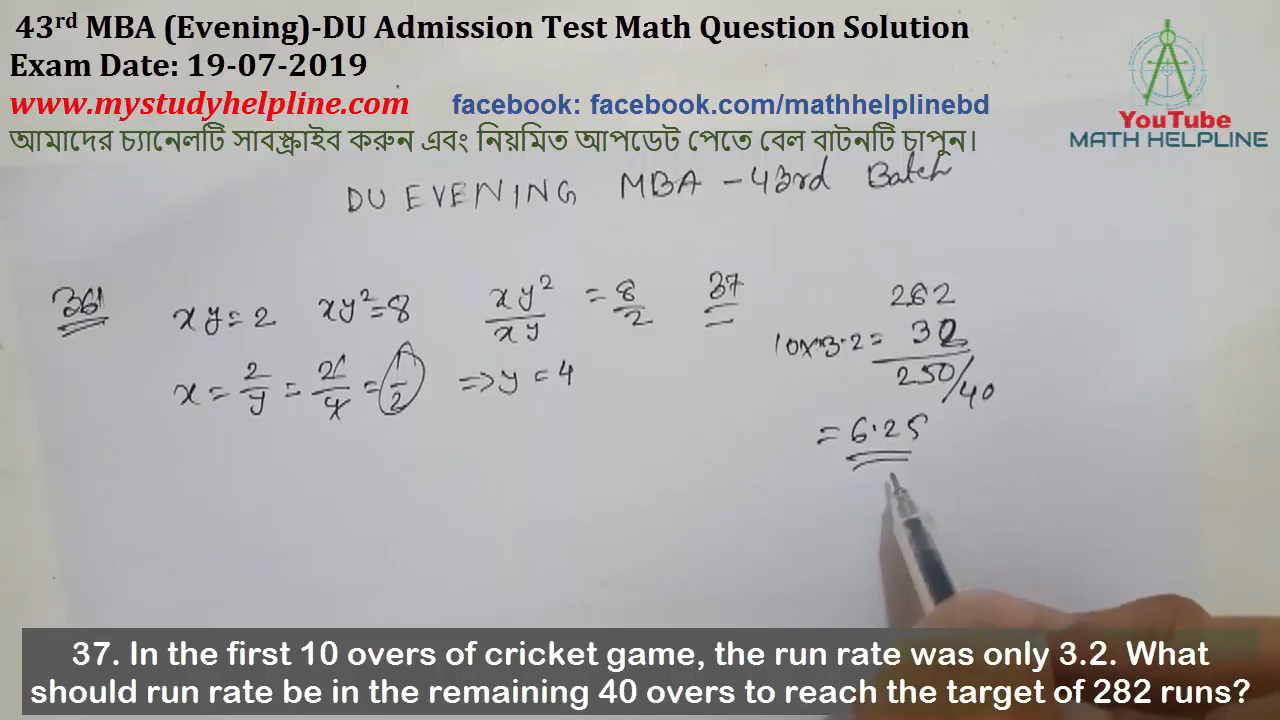 43rd MBA (Evening)-DU Admission Test Math Question Solution
Exam Date: 19-07-2019
www.mystudyhelpline.com facebook: facebook.com/mathhelplinebd
আমাদের চ্যানেলটি সাবস্ক্রাইব করুন এবং নিয়মিত আপডেট পেতে বেল বাটনটি চাপুন।
YouTube
MATH HELPLINE
DU EVENING MBA - 43rd Batch
36
xy = 2 xy² = 8 xy²/xy = 8/2
x = 2/y = 2/4 = 1/2 => y = 4
37
282
10×3.2 = 32
250/40
= 6.25
37. In the first 10 overs of cricket game, the run rate was only 3.2. What
should run rate be in the remaining 40 overs to reach the target of 282 runs?